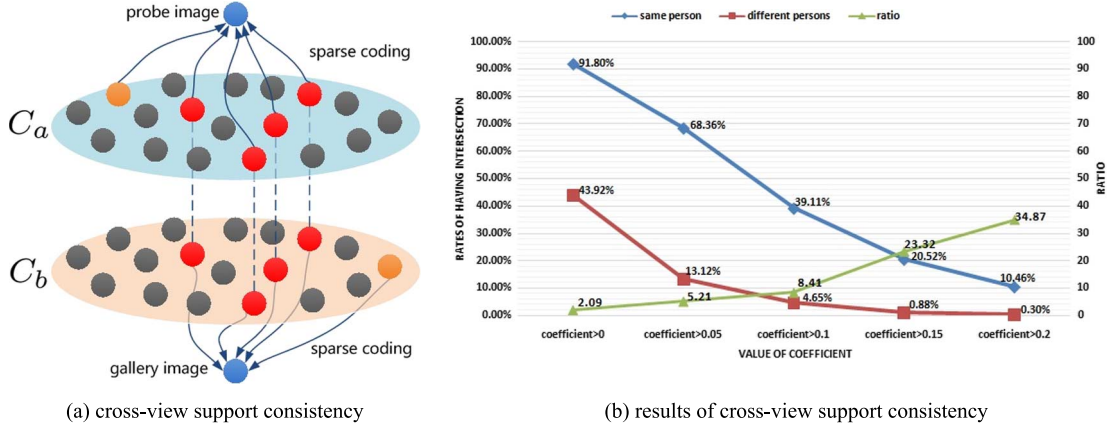 probe image
sparse coding
C_a
C_b
sparse coding
gallery image
(a) cross-view support consistency
same person
different persons
ratio
RATES OF HAVING INTERSECTION
100.00%
90.00%
80.00%
70.00%
60.00%
50.00%
40.00%
30.00%
20.00%
10.00%
0.00%
91.80%
68.36%
39.11%
20.52%
10.46%
43.92%
13.12%
4.65%
0.88%
0.30%
2.09
5.21
8.41
23.32
34.87
100
90
80
70
60
50
40
30
20
10
0
RATIO
coefficient>0
coefficient>0.05
coefficient>0.1
coefficient>0.15
coefficient>0.2
VALUE OF COEFFICIENT
(b) results of cross-view support consistency